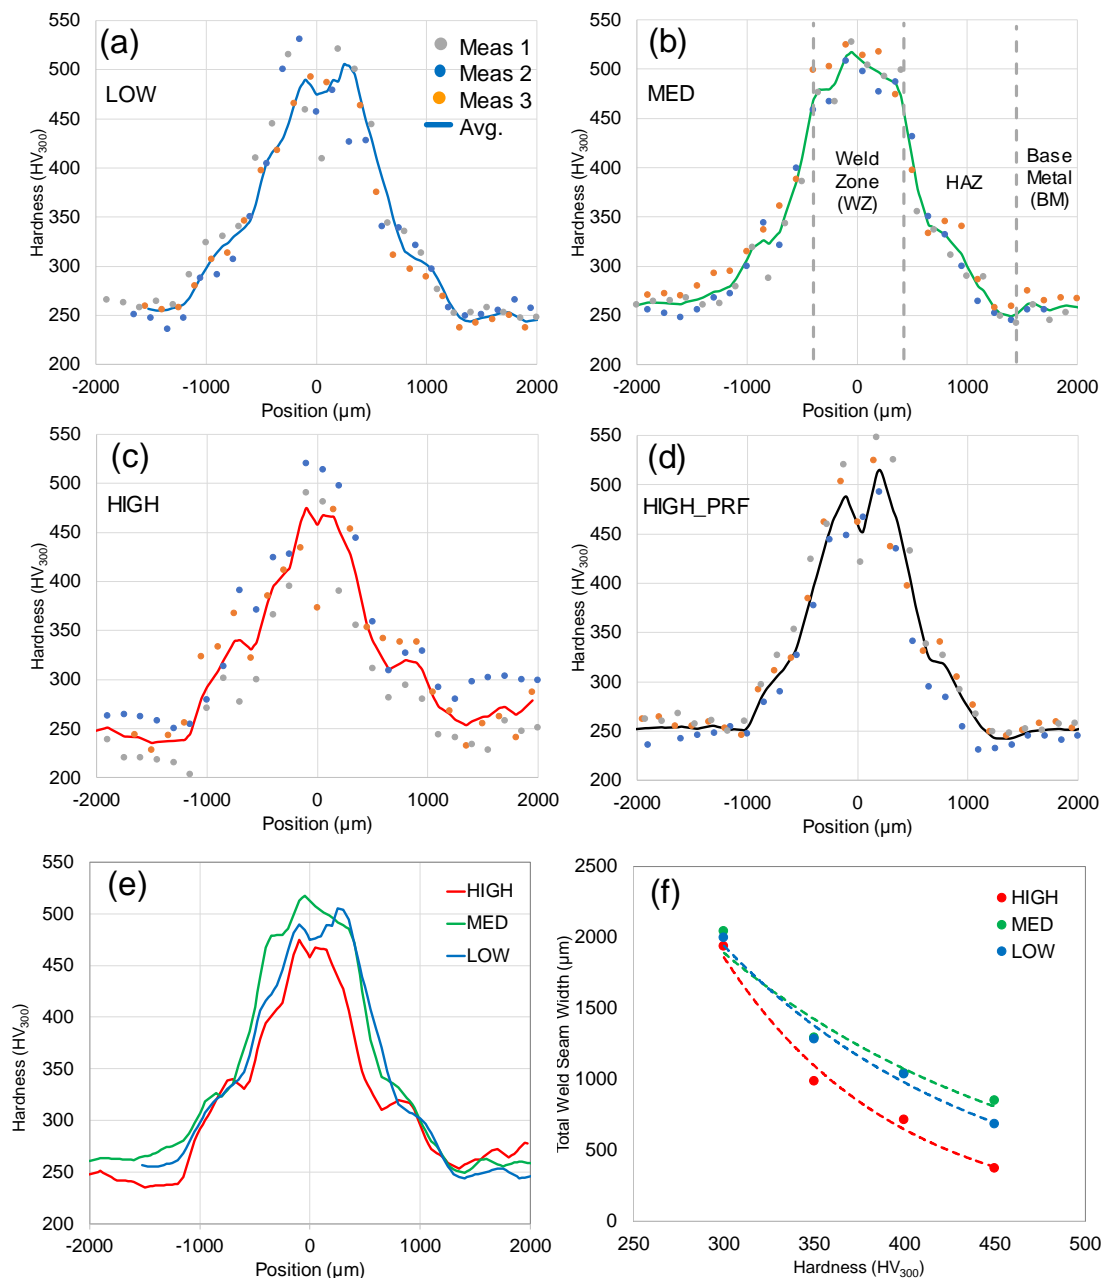 (a)
LOW
Meas 1
Meas 2
Meas 3
Avg.
550
500
450
400
350
300
250
200
Hardness (HV300)
-2000 -1000 0 1000 2000
Position (µm)
(b)
MED
Weld
Zone
(WZ)
HAZ
Base
Metal
(BM)
550
500
450
400
350
300
250
200
Hardness (HV300)
-2000 -1000 0 1000 2000
Position (µm)
(c)
HIGH
550
500
450
400
350
300
250
200
Hardness (HV300)
-2000 -1000 0 1000 2000
Position (µm)
(d)
HIGH_PRF
550
500
450
400
350
300
250
200
Hardness (HV300)
-2000 -1000 0 1000 2000
Position (µm)
(e)
HIGH
MED
LOW
550
500
450
400
350
300
250
200
Hardness (HV300)
-2000 -1000 0 1000 2000
Position (µm)
(f)
HIGH
MED
LOW
2500
2000
1500
1000
500
0
Total Weld Seam Width (µm)
250 300 350 400 450 500
Hardness (HV300)